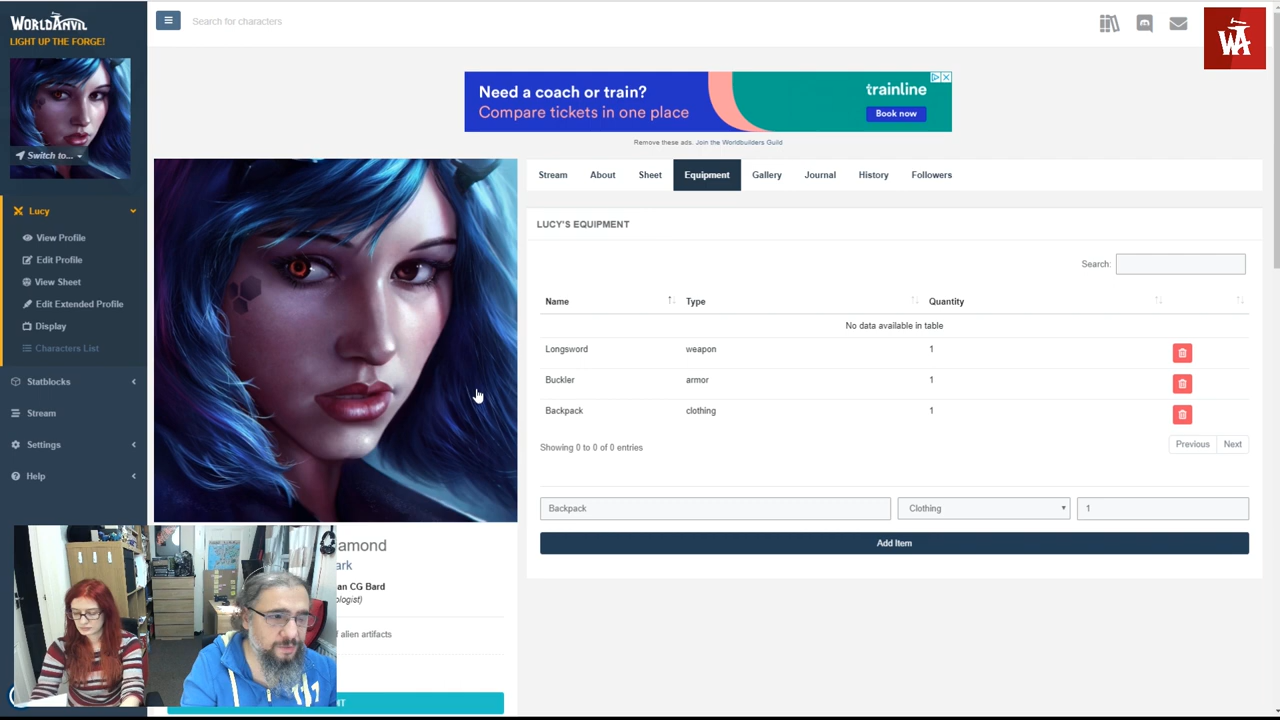 WORLDANVIL
LIGHT UP THE FORGE!
Switch to...
Lucy
View Profile
Edit Profile
View Sheet
Edit Extended Profile
Display
Characters List
Statblocks
Stream
Settings
Help
Search for characters
WA
Need a coach or train?
Compare tickets in one place
trainline
Book now
Remove these ads. Join the Worldbuilders Guild
Stream About Sheet Equipment Gallery Journal History Followers
LUCY'S EQUIPMENT
Search:
Name Type Quantity
No data available in table
Longsword weapon 1
Buckler armor 1
Backpack clothing 1
Showing 0 to 0 of 0 entries
Previous Next
Backpack Clothing 1
Add Item
amond
ark
an CG Bard
ologist)
alien artifacts